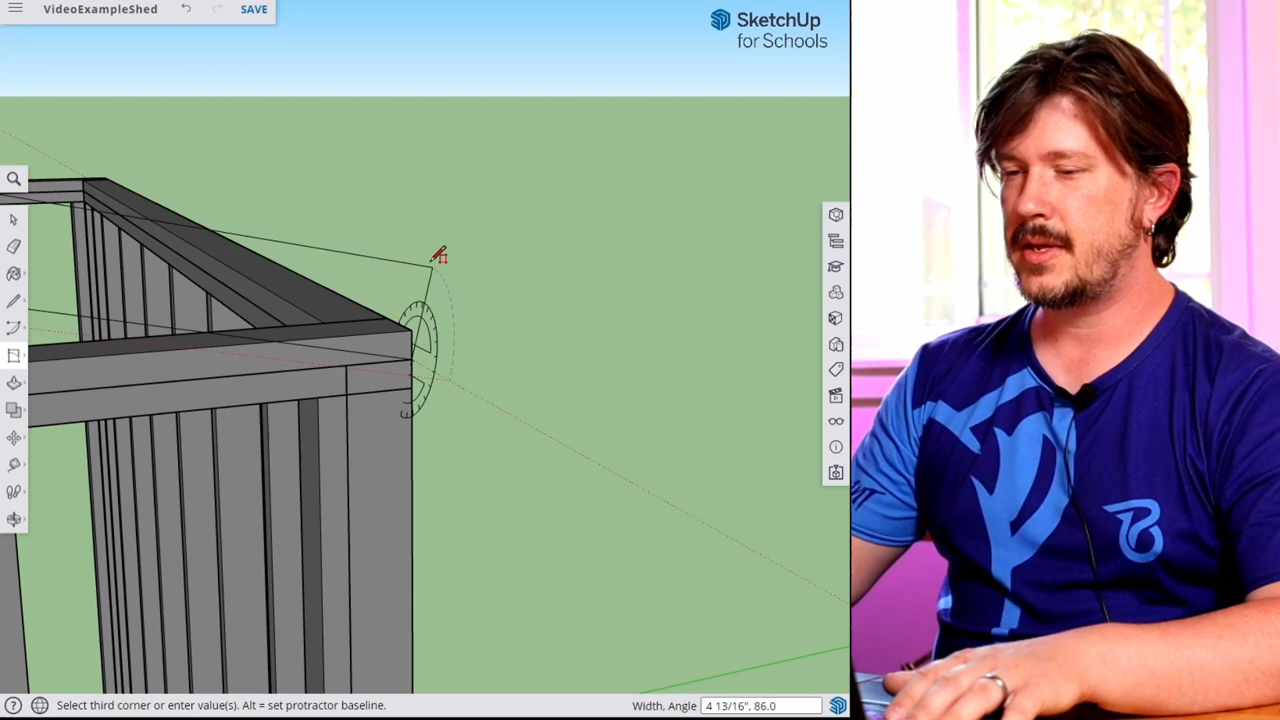 VideoExampleShed
SAVE
SketchUp
for Schools
Select third corner or enter value(s). Alt = set protractor baseline.
Width, Angle
4 13/16", 86.0